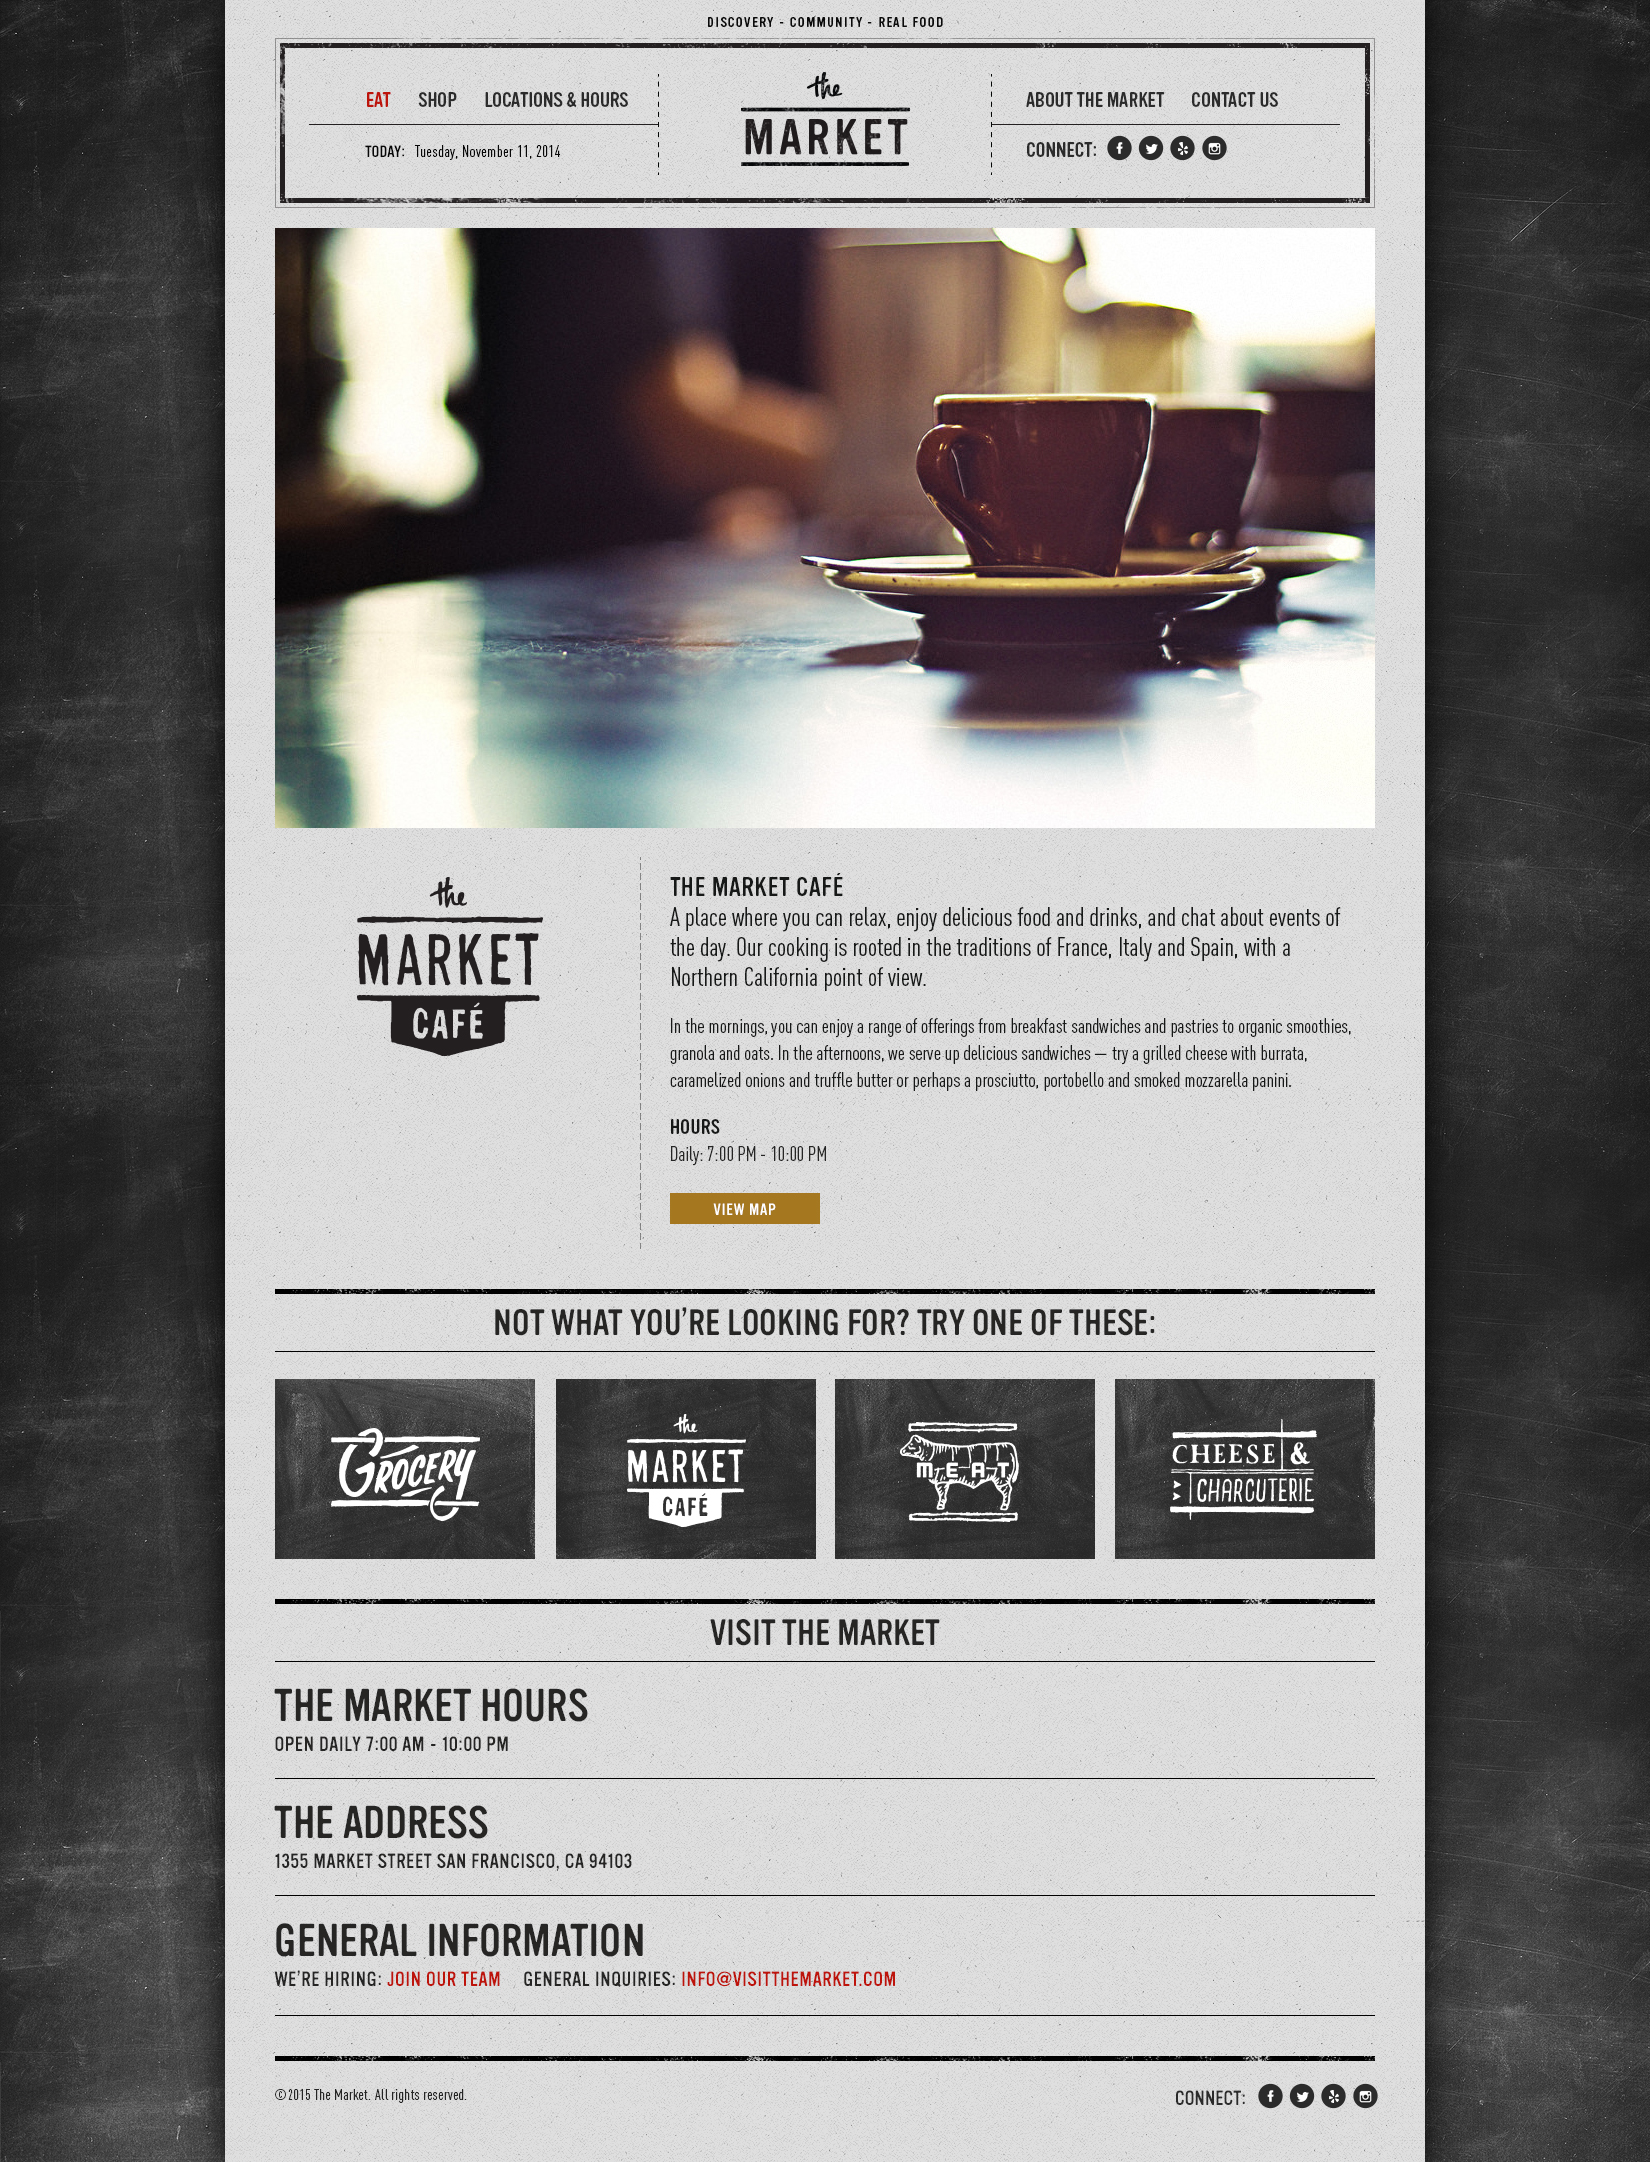 DISCOVERY - COMMUNITY - REAL FOOD
EAT SHOP LOCATIONS & HOURS
TODAY: Tuesday, November 11, 2014
the
MARKET
ABOUT THE MARKET CONTACT US
CONNECT:
the
MARKET
CAFÉ
THE MARKET CAFÉ
A place where you can relax, enjoy delicious food and drinks, and chat about events of
the day. Our cooking is rooted in the traditions of France, Italy and Spain, with a
Northern California point of view.
In the mornings, you can enjoy a range of offerings from breakfast sandwiches and pastries to organic smoothies,
granola and oats. In the afternoons, we serve up delicious sandwiches — try a grilled cheese with burrata,
caramelized onions and truffle butter or perhaps a prosciutto, portobello and smoked mozzarella panini.
HOURS
Daily: 7:00 PM - 10:00 PM
VIEW MAP
NOT WHAT YOU'RE LOOKING FOR? TRY ONE OF THESE:
GROCERY
the
MARKET
CAFÉ
MEAT
CHEESE &
CHARCUTERIE
VISIT THE MARKET
THE MARKET HOURS
OPEN DAILY 7:00 AM - 10:00 PM
THE ADDRESS
1355 MARKET STREET SAN FRANCISCO, CA 94103
GENERAL INFORMATION
WE'RE HIRING: JOIN OUR TEAM GENERAL INQUIRIES: INFO@VISITTHEMARKET.COM
©2015 The Market. All rights reserved.
CONNECT: